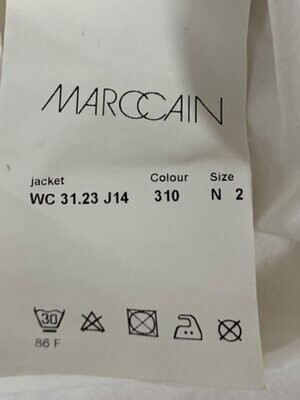 MARCCAIN
jacket Colour Size
WC 31.23 J14 310 N 2
30
86 F